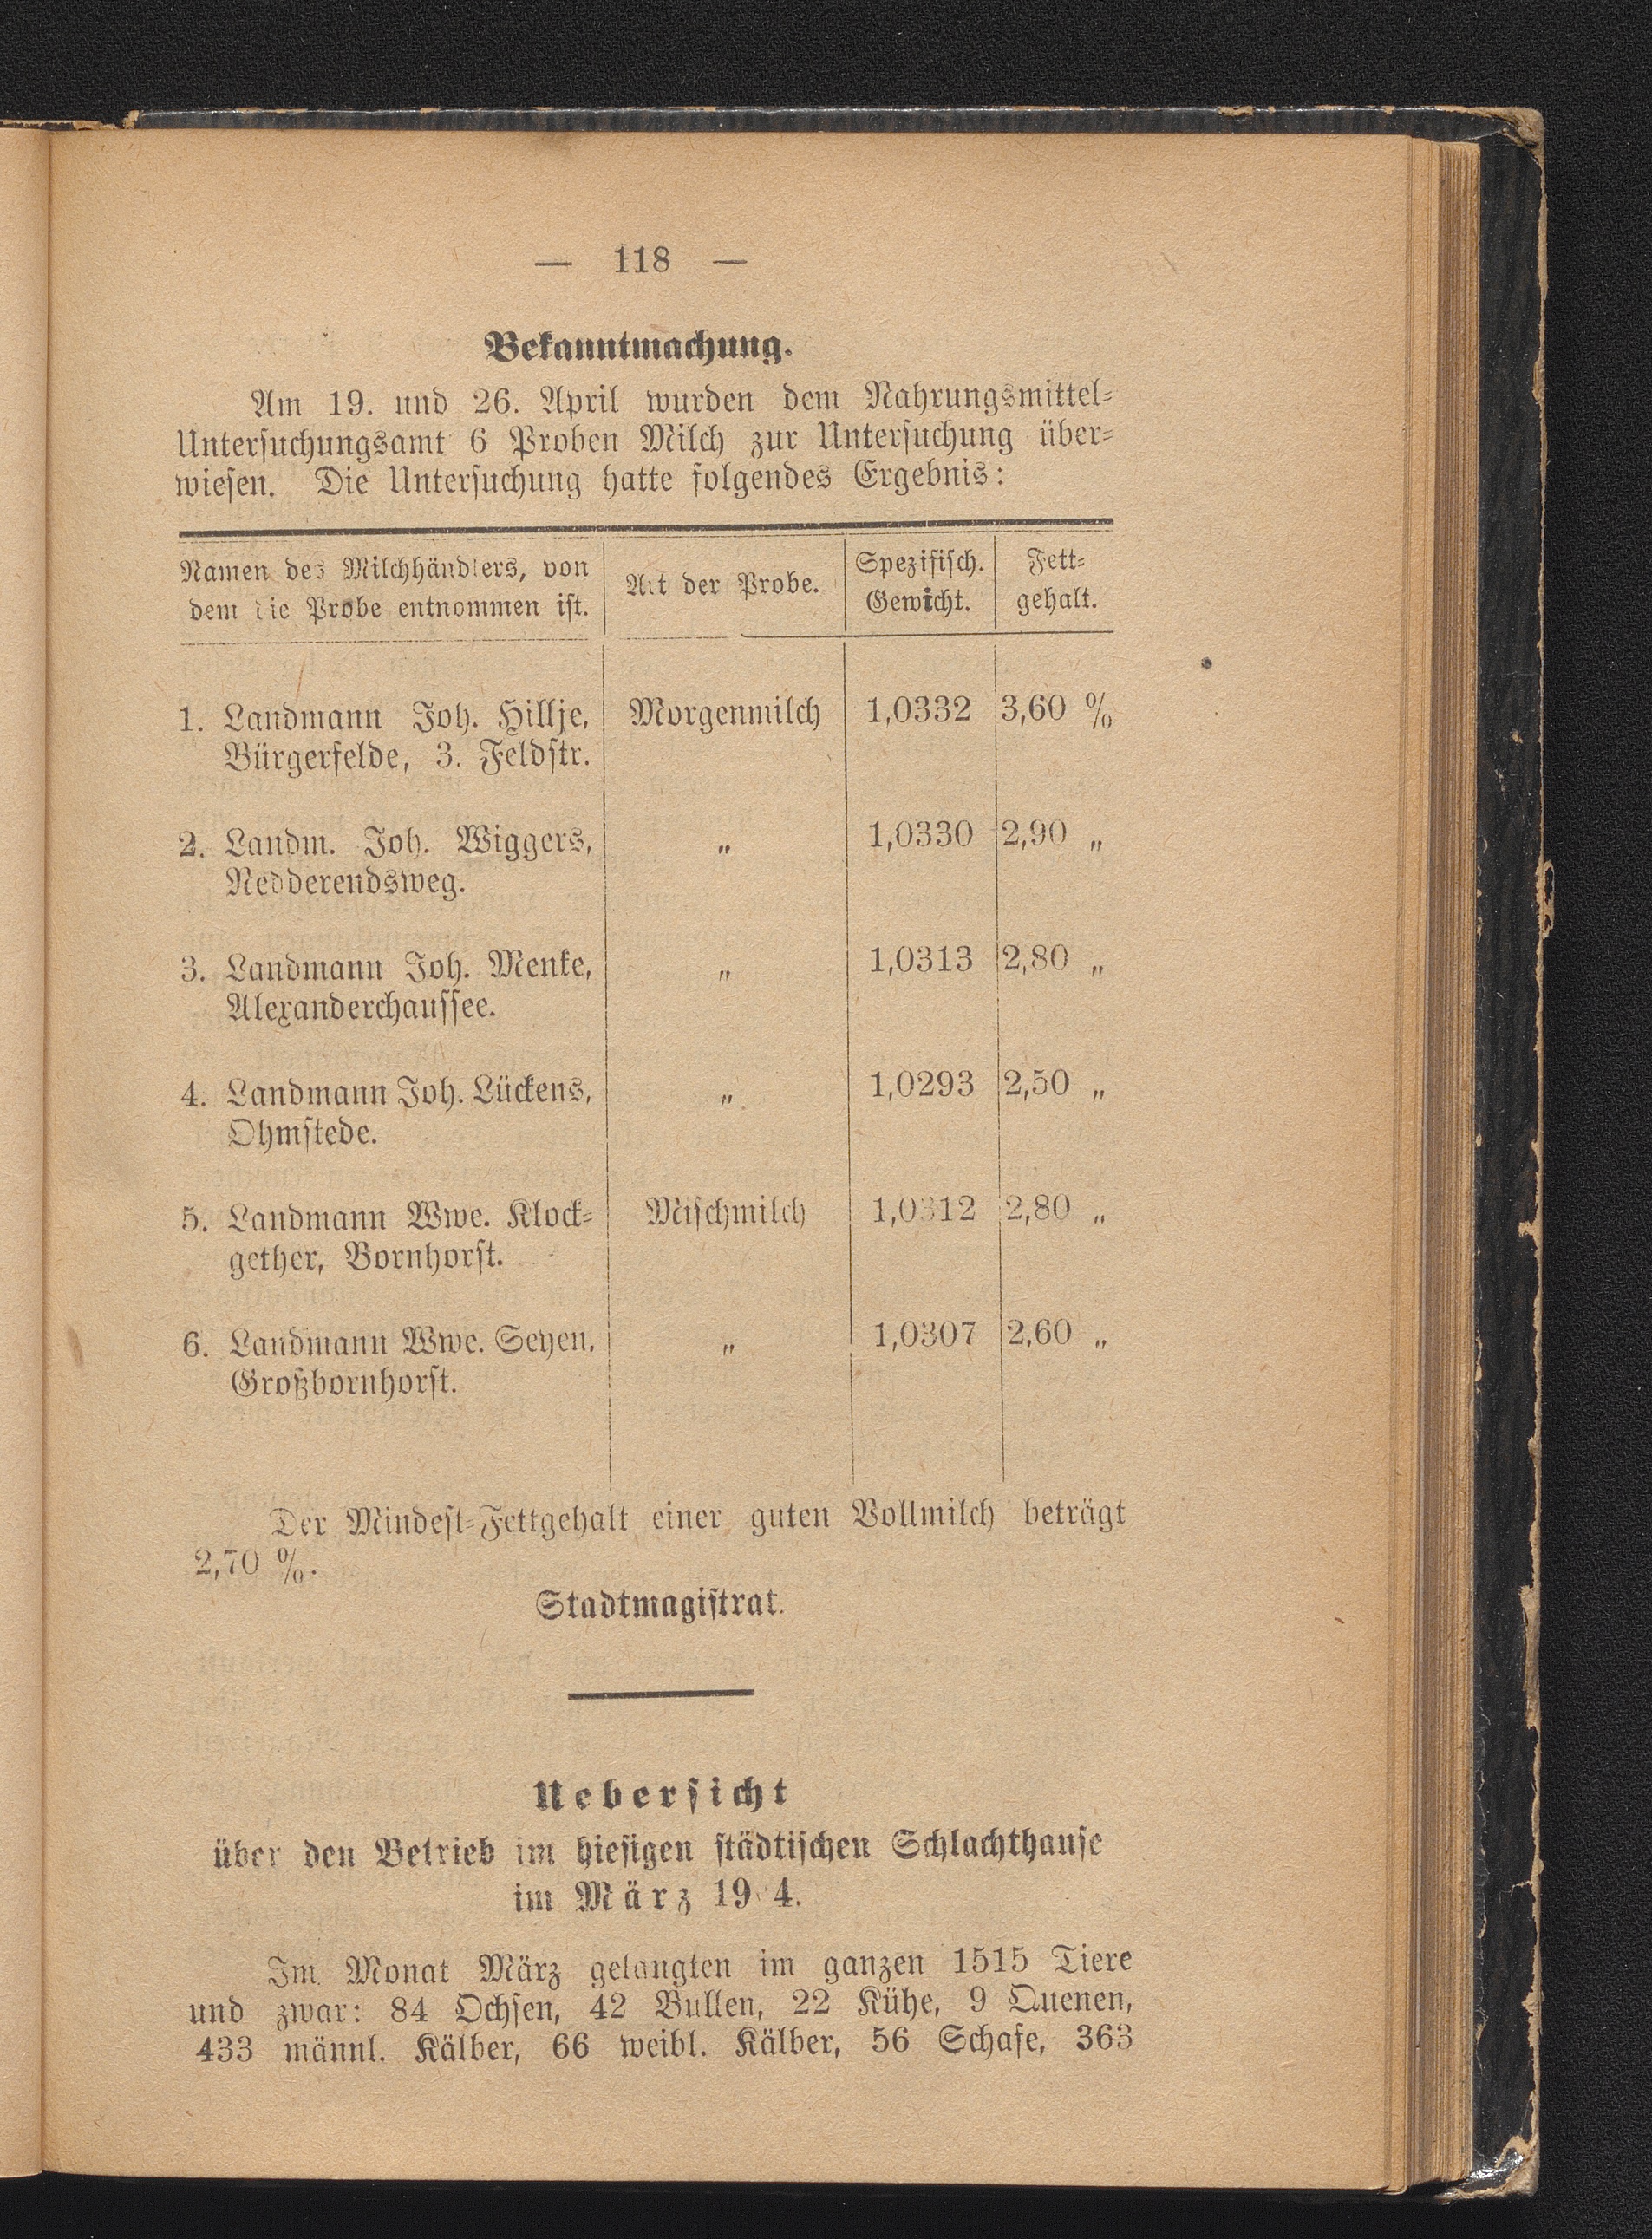 — 118 —
Bekanntmachung.
Am 19. und 26. April wurden dem Nahrungsmittel-
Untersuchungsamt 6 Proben Milch zur Untersuchung über-
wiesen. Die Untersuchung hatte folgendes Ergebnis:
Namen des Milchhändlers, von dem die Probe entnommen ist. Art der Probe. Spezifisch. Gewicht. Fett-gehalt.
1. Landmann Joh. Hillje, Morgenmilch 1,0332 3,60 %
Bürgerfelde, 3. Feldstr.
2. Landm. Joh. Wiggers, „ 1,0330 2,90 „
Nedderendsweg.
3. Landmann Joh. Menke, „ 1,0313 2,80 „
Alexanderchaussee.
4. Landmann Joh. Lückens, „ 1,0293 2,50 „
Ohmstede.
5. Landmann Wwe. Klock- Mischmilch 1,0312 2,80 „
gether, Bornhorst.
6. Landmann Wwe. Seyen, „ 1,0307 2,60 „
Großbornhorst.
Der Mindest-Fettgehalt einer guten Vollmilch beträgt
2,70 %.
Stadtmagistrat.
Uebersicht
über den Betrieb im hiesigen städtischen Schlachthause
im März 1904.
Im Monat März gelangten im ganzen 1515 Tiere
und zwar: 84 Ochsen, 42 Bullen, 22 Kühe, 9 Quenen,
433 männl. Kälber, 66 weibl. Kälber, 56 Schafe, 363